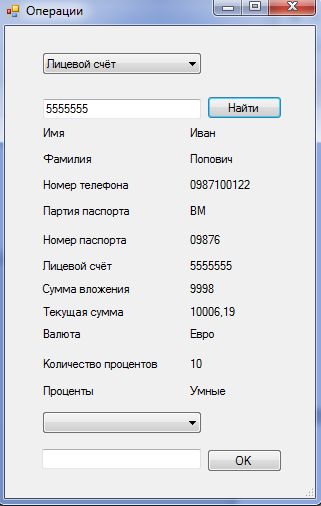 Операции
Лицевой счёт
5555555 Найти
Имя Иван
Фамилия Попович
Номер телефона 0987100122
Партия паспорта ВМ
Номер паспорта 09876
Лицевой счёт 5555555
Сумма вложения 9998
Текущая сумма 10006,19
Валюта Евро
Количество процентов 10
Проценты Умные
OK